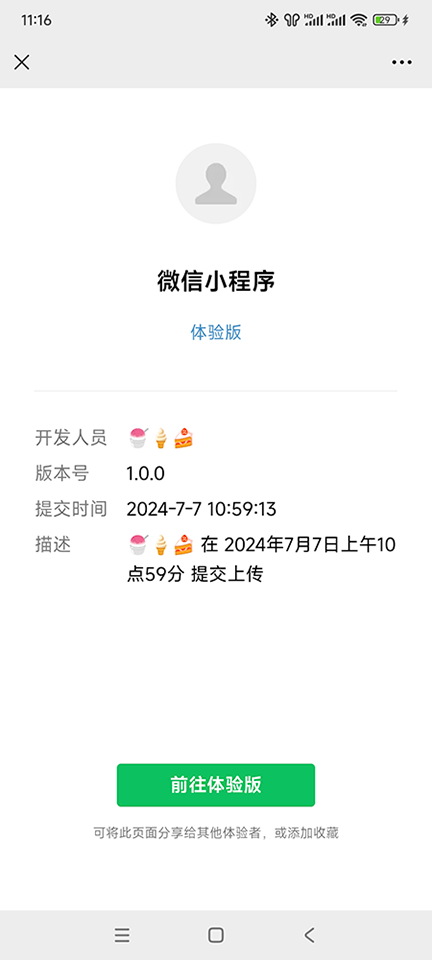 11:16
HD HD 29
微信小程序
体验版
开发人员 🍧🍦🍰
版本号 1.0.0
提交时间 2024-7-7 10:59:13
描述 🍧🍦🍰 在 2024年7月7日上午10
点59分 提交上传
前往体验版
可将此页面分享给其他体验者，或添加收藏